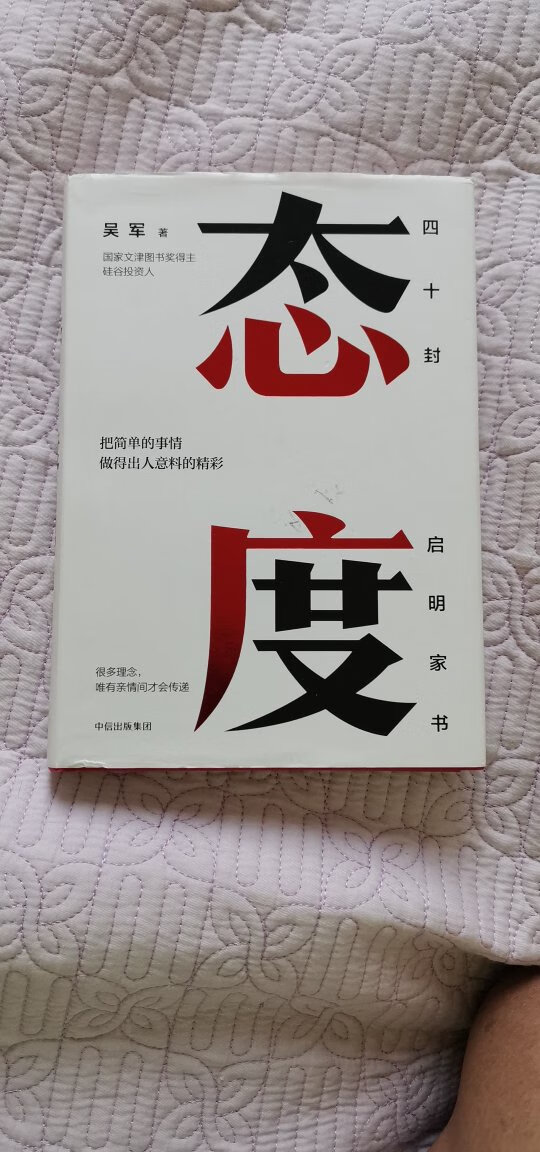 态度
吴军 著
国家文津图书奖得主
硅谷投资人
四十封
启明家书
把简单的事情
做得出人意料的精彩
很多理念，
唯有亲情间才会传递
中信出版集团